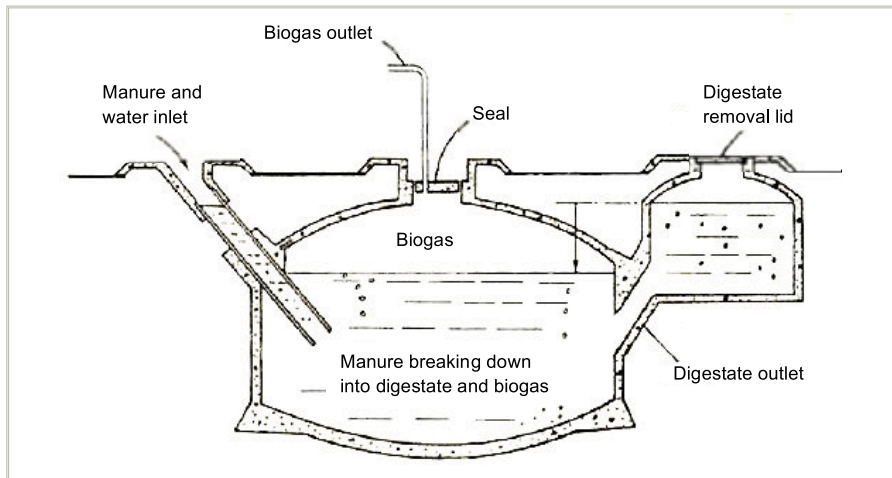 Biogas outlet
Manure and
water inlet
Seal
Digestate
removal lid
Biogas
Manure breaking down
into digestate and biogas
Digestate outlet